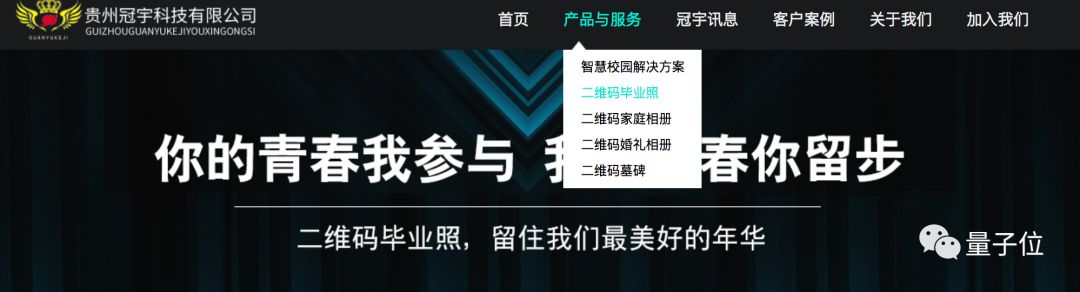 贵州冠宇科技有限公司
GUIZHOUGUANYUKEJIYOUXINGONGSI
GUANYUKEJI
首页 产品与服务 冠宇讯息 客户案例 关于我们 加入我们
智慧校园解决方案
二维码毕业照
二维码家庭相册
二维码婚礼相册
二维码墓碑
你的青春我参与 春你留步
二维码毕业照，留住我们最美好的年华
量子位